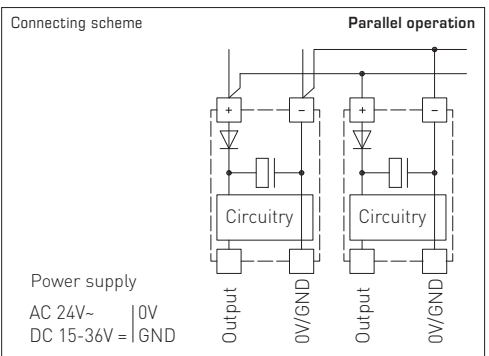 Connecting scheme
Parallel operation
+ − + −
Circuitry Circuitry
Power supply
AC 24V~ 0V
DC 15-36V = GND
Output
0V/GND
Output
0V/GND